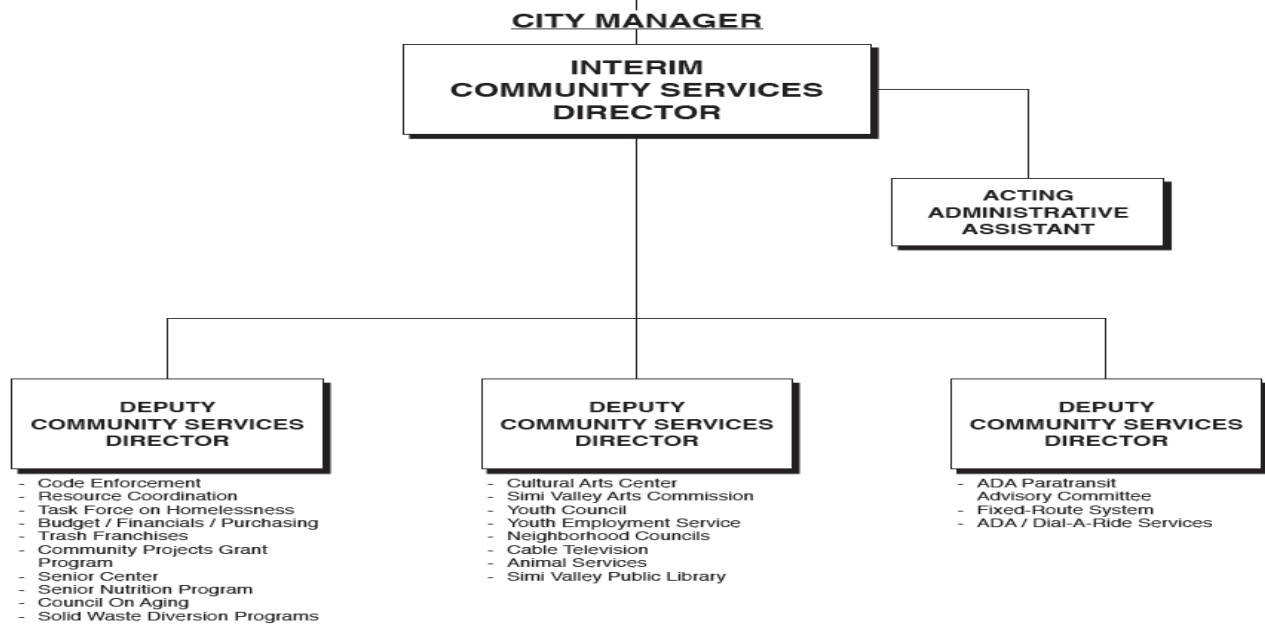 CITY MANAGER
INTERIM
COMMUNITY SERVICES
DIRECTOR
ACTING
ADMINISTRATIVE
ASSISTANT
DEPUTY
COMMUNITY SERVICES
DIRECTOR
- Code Enforcement
- Resource Coordination
- Task Force on Homelessness
- Budget / Financials / Purchasing
- Trash Franchises
- Community Projects Grant
Program
- Senior Center
- Senior Nutrition Program
- Council On Aging
- Solid Waste Diversion Programs
DEPUTY
COMMUNITY SERVICES
DIRECTOR
- Cultural Arts Center
- Simi Valley Arts Commission
- Youth Council
- Youth Employment Service
- Neighborhood Councils
- Cable Television
- Animal Services
- Simi Valley Public Library
DEPUTY
COMMUNITY SERVICES
DIRECTOR
- ADA Paratransit
Advisory Committee
- Fixed-Route System
- ADA / Dial-A-Ride Services